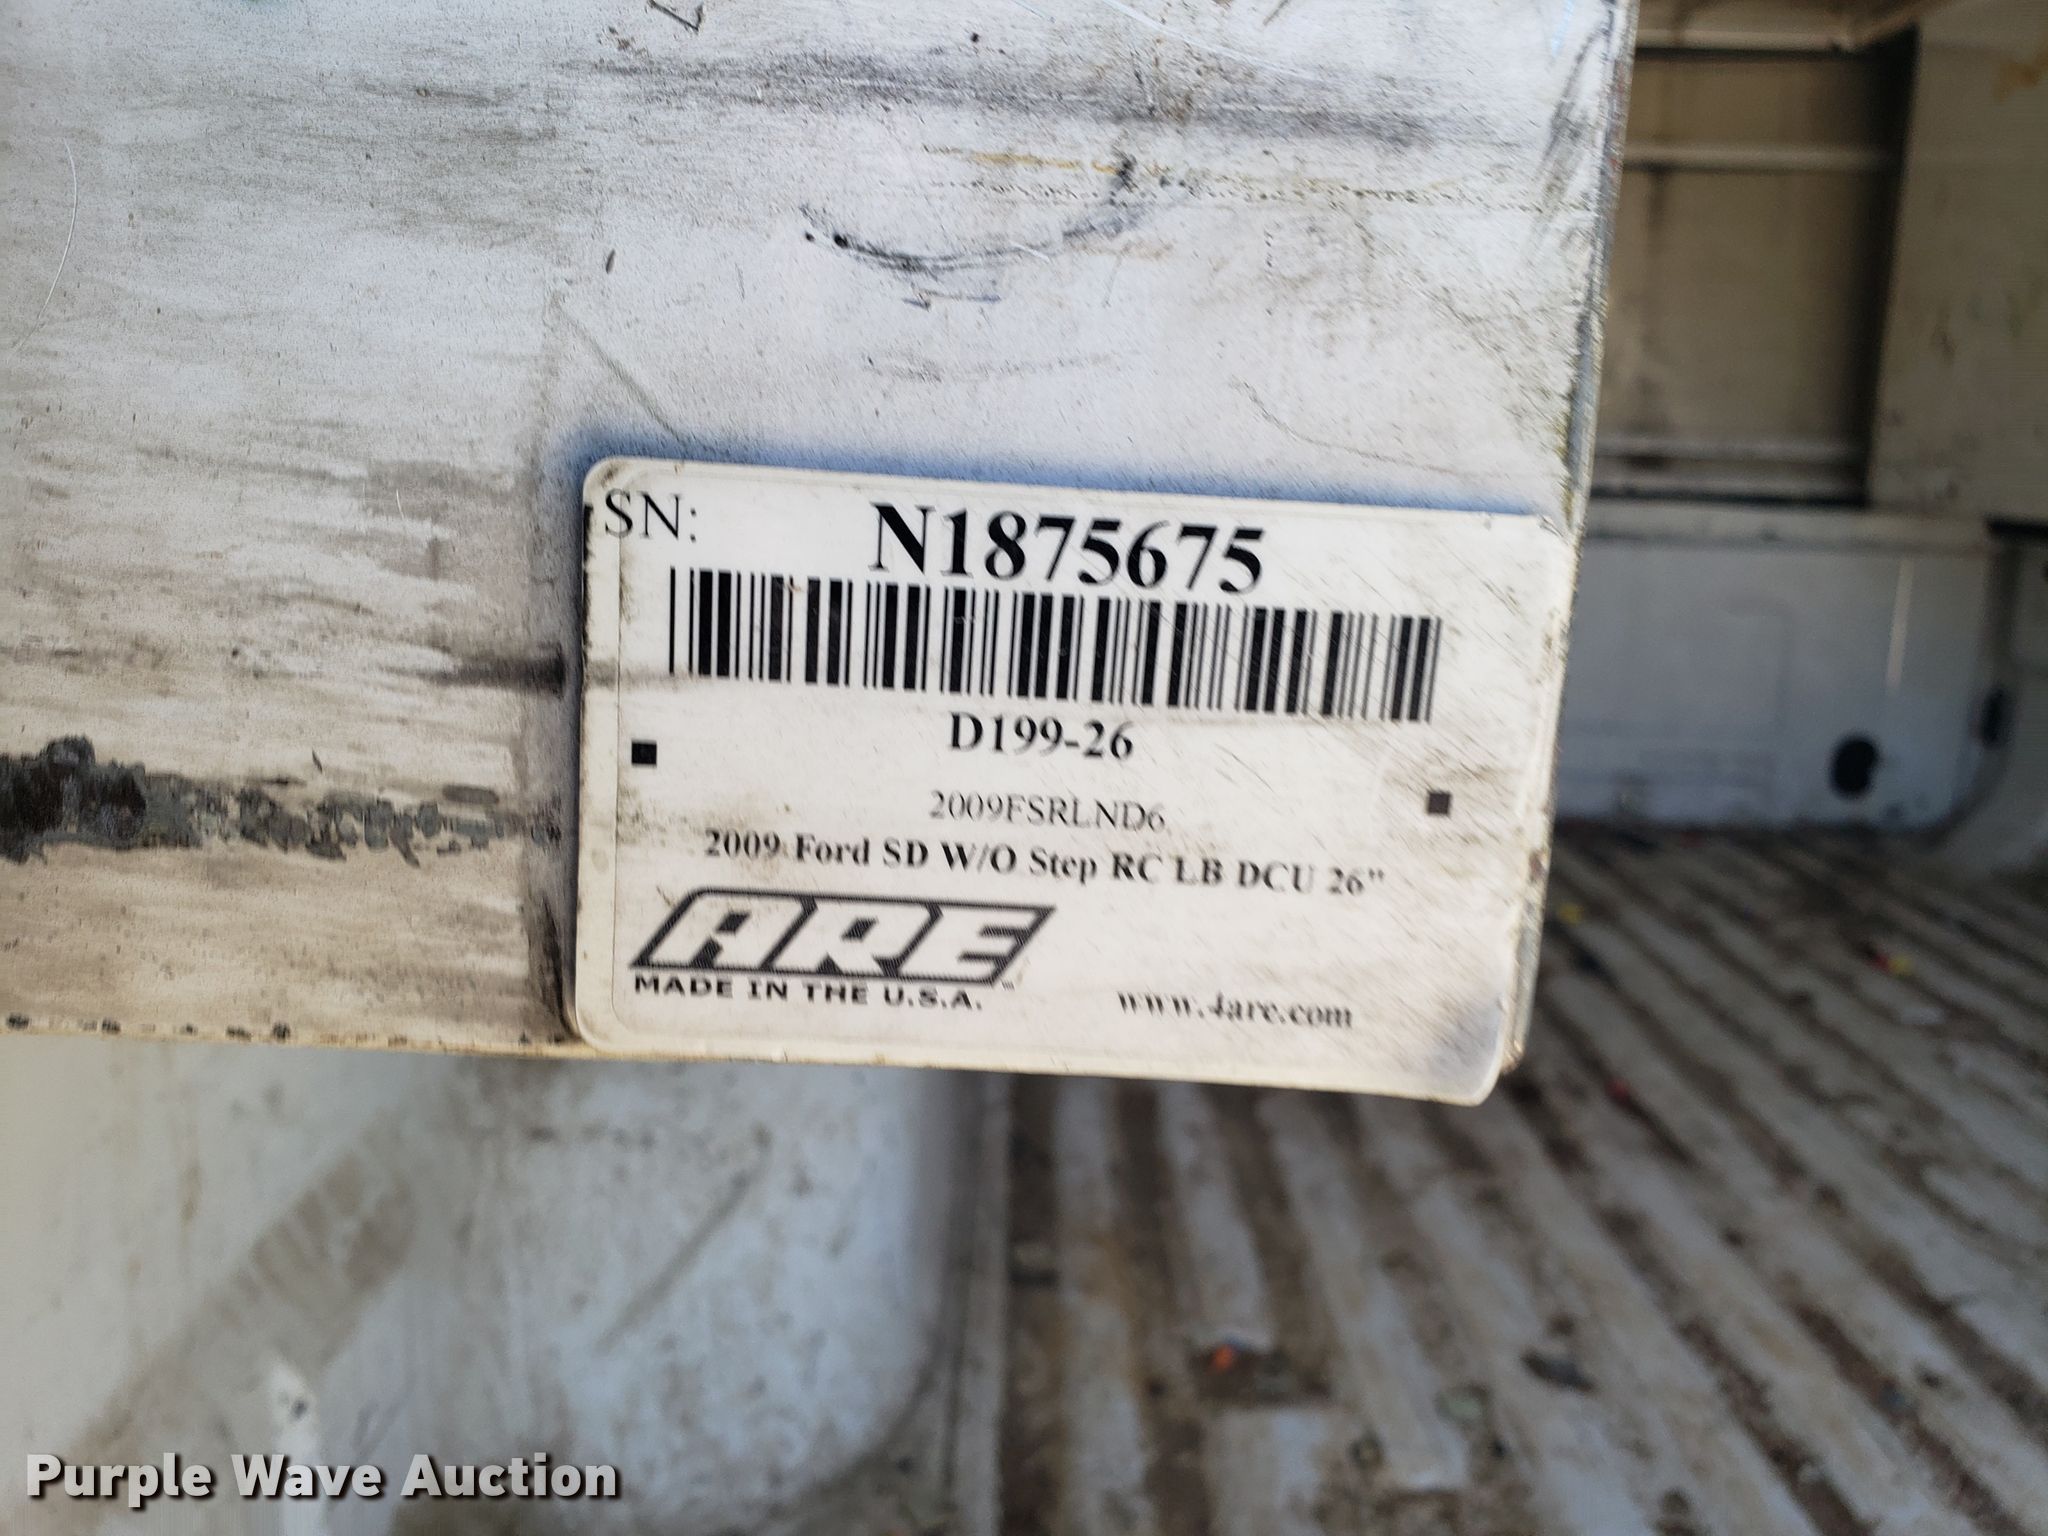 SN: N1875675
D199-26
2009FSRLND6
2009 Ford SD W/O Step RC LB DCU 26"
ARE
MADE IN THE U.S.A.
www.4are.com
Purple Wave Auction